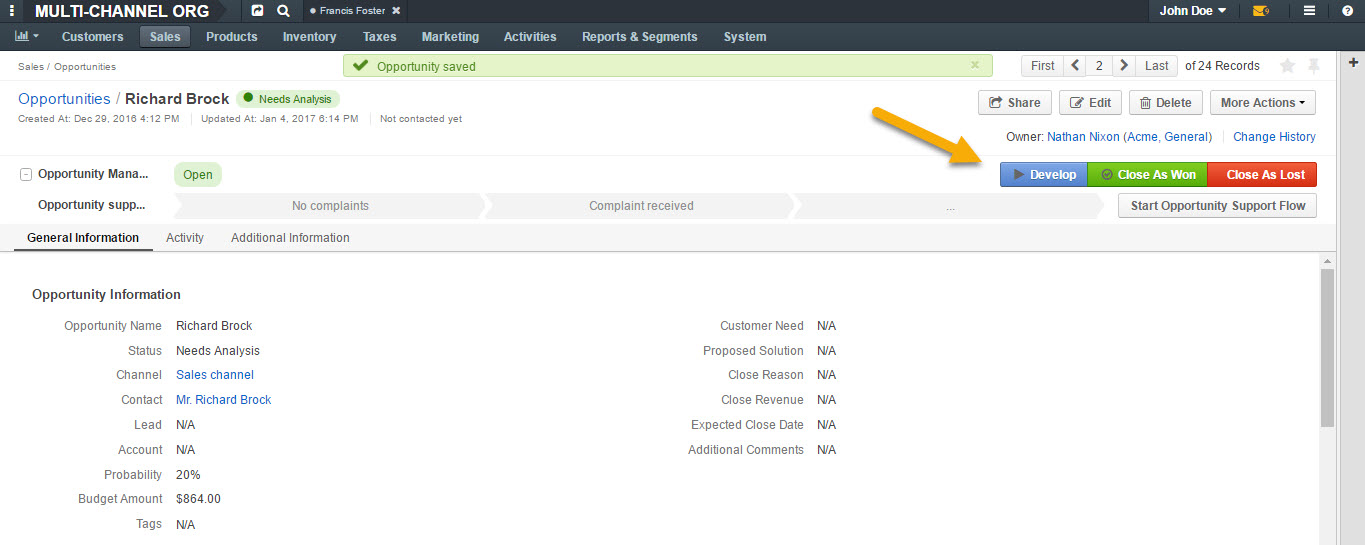 MULTI-CHANNEL ORG Francis Foster John Doe 9
Customers Sales Products Inventory Taxes Marketing Activities Reports & Segments System
Sales / Opportunities Opportunity saved First 2 Last of 24 Records
Opportunities / Richard Brock Needs Analysis Share Edit Delete More Actions
Created At: Dec 29, 2016 4:12 PM Updated At: Jan 4, 2017 6:14 PM Not contacted yet
Owner: Nathan Nixon (Acme, General) Change History
Opportunity Mana... Open Develop Close As Won Close As Lost
Opportunity supp... No complaints Complaint received ... Start Opportunity Support Flow
General Information Activity Additional Information
Opportunity Information
Opportunity Name Richard Brock Customer Need N/A
Status Needs Analysis Proposed Solution N/A
Channel Sales channel Close Reason N/A
Contact Mr. Richard Brock Close Revenue N/A
Lead N/A Expected Close Date N/A
Account N/A Additional Comments N/A
Probability 20%
Budget Amount $864.00
Tags N/A